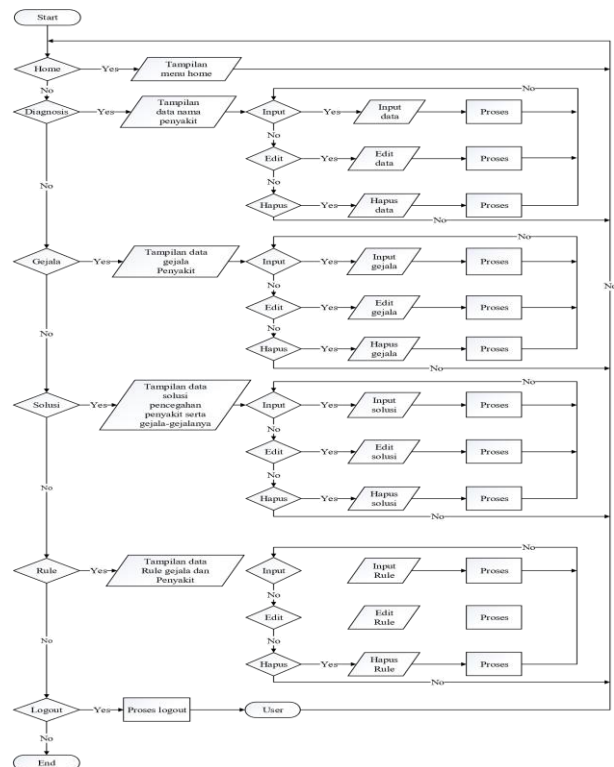 Start
Home
Yes
Tampilan
menu home
No
Diagnosis
Yes
Tampilan
data nama
penyakit
No
Input
Yes
Input
data
Proses
No
Edit
Yes
Edit
data
Proses
No
Hapus
Yes
Hapus
data
Proses
No
No
Gejala
Yes
Tampilan data
gejala
Penyakit
No
Input
Yes
Input
gejala
Proses
No
No
Edit
Yes
Edit
gejala
Proses
No
Hapus
Yes
Hapus
gejala
Proses
No
No
Solusi
Yes
Tampilan data
solusi
pencegahan
penyakit serta
gejala-gejalanya
No
Input
Yes
Input
solusi
Proses
No
Edit
Yes
Edit
solusi
Proses
No
Hapus
Yes
Hapus
solusi
Proses
No
No
Rule
Yes
Tampilan data
Rule gejala dan
Penyakit
No
Input
Input
Rule
Proses
No
Edit
Edit
Rule
Proses
No
Hapus
Yes
Hapus
Rule
Proses
No
No
Logout
Yes
Proses logout
User
No
End